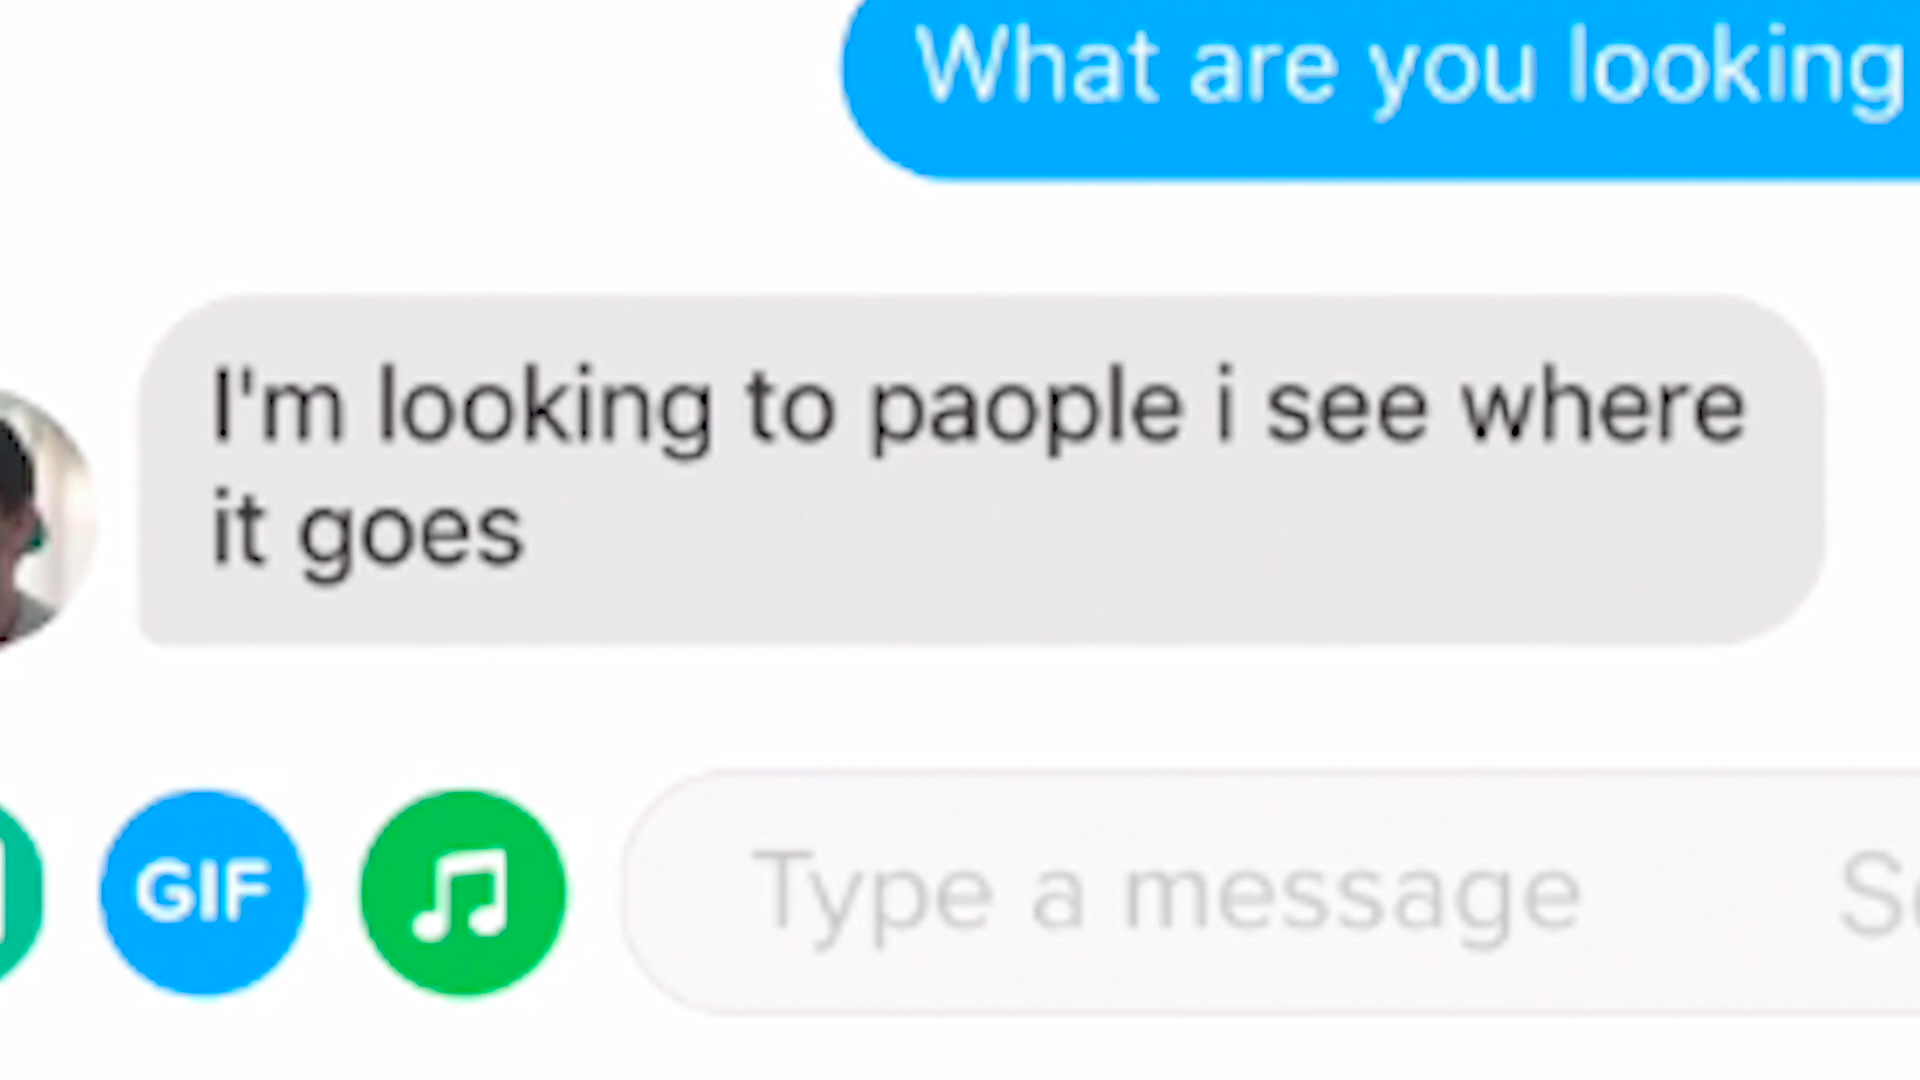 What are you looking
I'm looking to paople i see where
it goes
GIF
Type a message